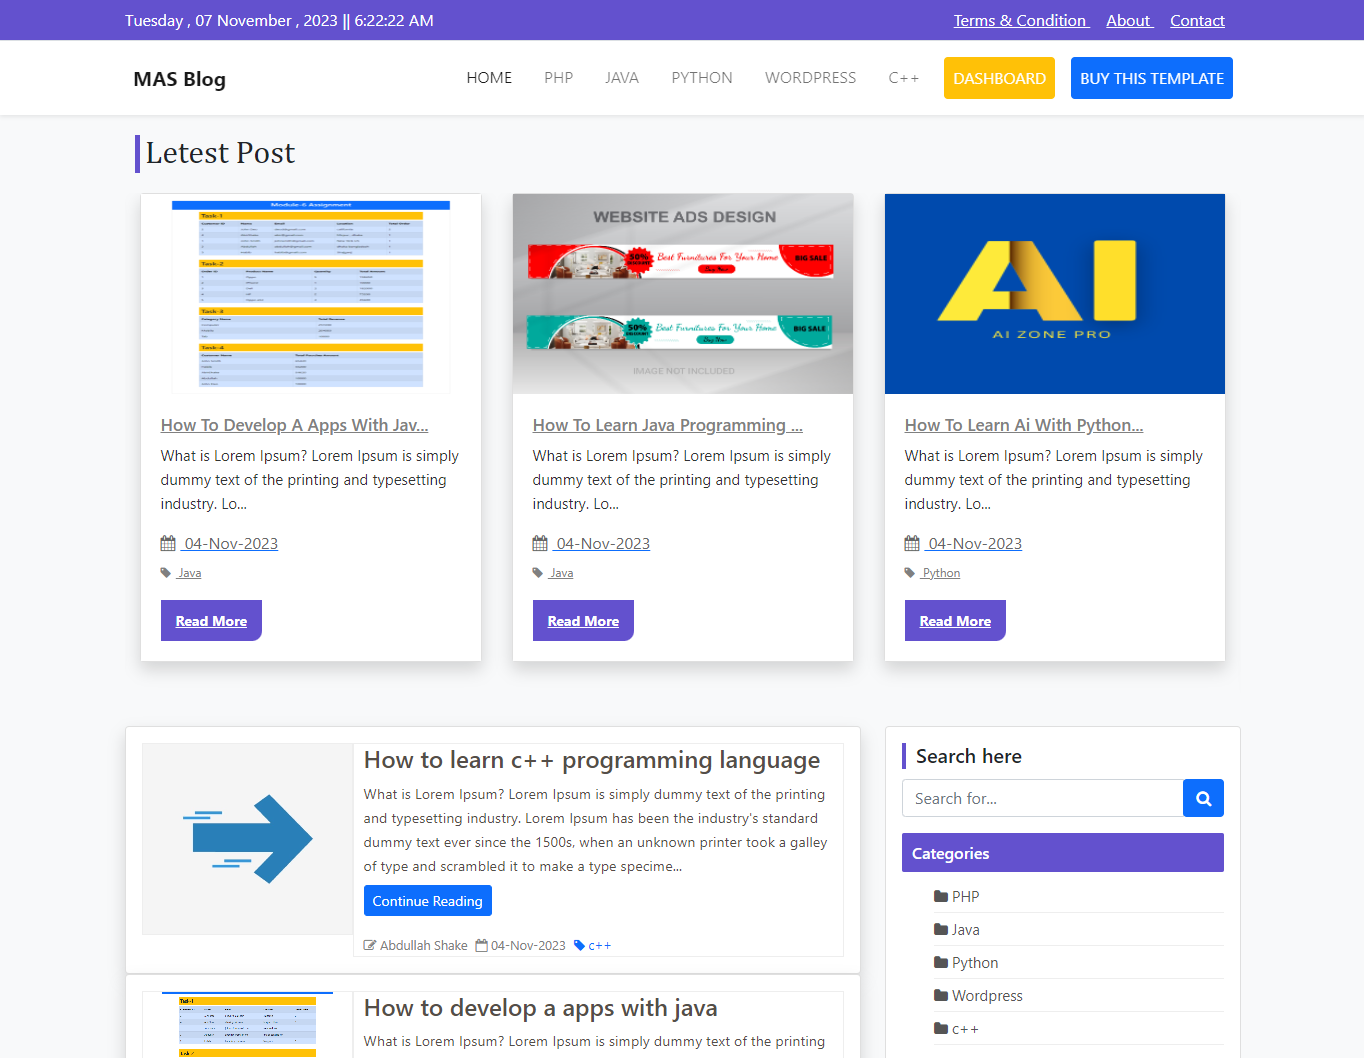 Tuesday , 07 November , 2023 || 6:22:22 AM
Terms & Condition About Contact
MAS Blog
HOME PHP JAVA PYTHON WORDPRESS C++ DASHBOARD BUY THIS TEMPLATE
Letest Post
Module-6 Assignment
Task-1
Task-2
Task-3
Task-4
WEBSITE ADS DESIGN
50%
Best Furnitures For Your Home
Buy Now
BIG SALE
50%
Best Furnitures For Your Home
Buy Now
BIG SALE
IMAGE NOT INCLUDED
AI
AI ZONE PRO
How To Develop A Apps With Jav...
What is Lorem Ipsum? Lorem Ipsum is simply
dummy text of the printing and typesetting
industry. Lo...
04-Nov-2023
Java
Read More
How To Learn Java Programming ...
What is Lorem Ipsum? Lorem Ipsum is simply
dummy text of the printing and typesetting
industry. Lo...
04-Nov-2023
Java
Read More
How To Learn Ai With Python...
What is Lorem Ipsum? Lorem Ipsum is simply
dummy text of the printing and typesetting
industry. Lo...
04-Nov-2023
Python
Read More
How to learn c++ programming language
What is Lorem Ipsum? Lorem Ipsum is simply dummy text of the printing
and typesetting industry. Lorem Ipsum has been the industry's standard
dummy text ever since the 1500s, when an unknown printer took a galley
of type and scrambled it to make a type specime...
Continue Reading
Abdullah Shake 04-Nov-2023 c++
How to develop a apps with java
What is Lorem Ipsum? Lorem Ipsum is simply dummy text of the printing
Search here
Search for...
Categories
PHP
Java
Python
Wordpress
c++